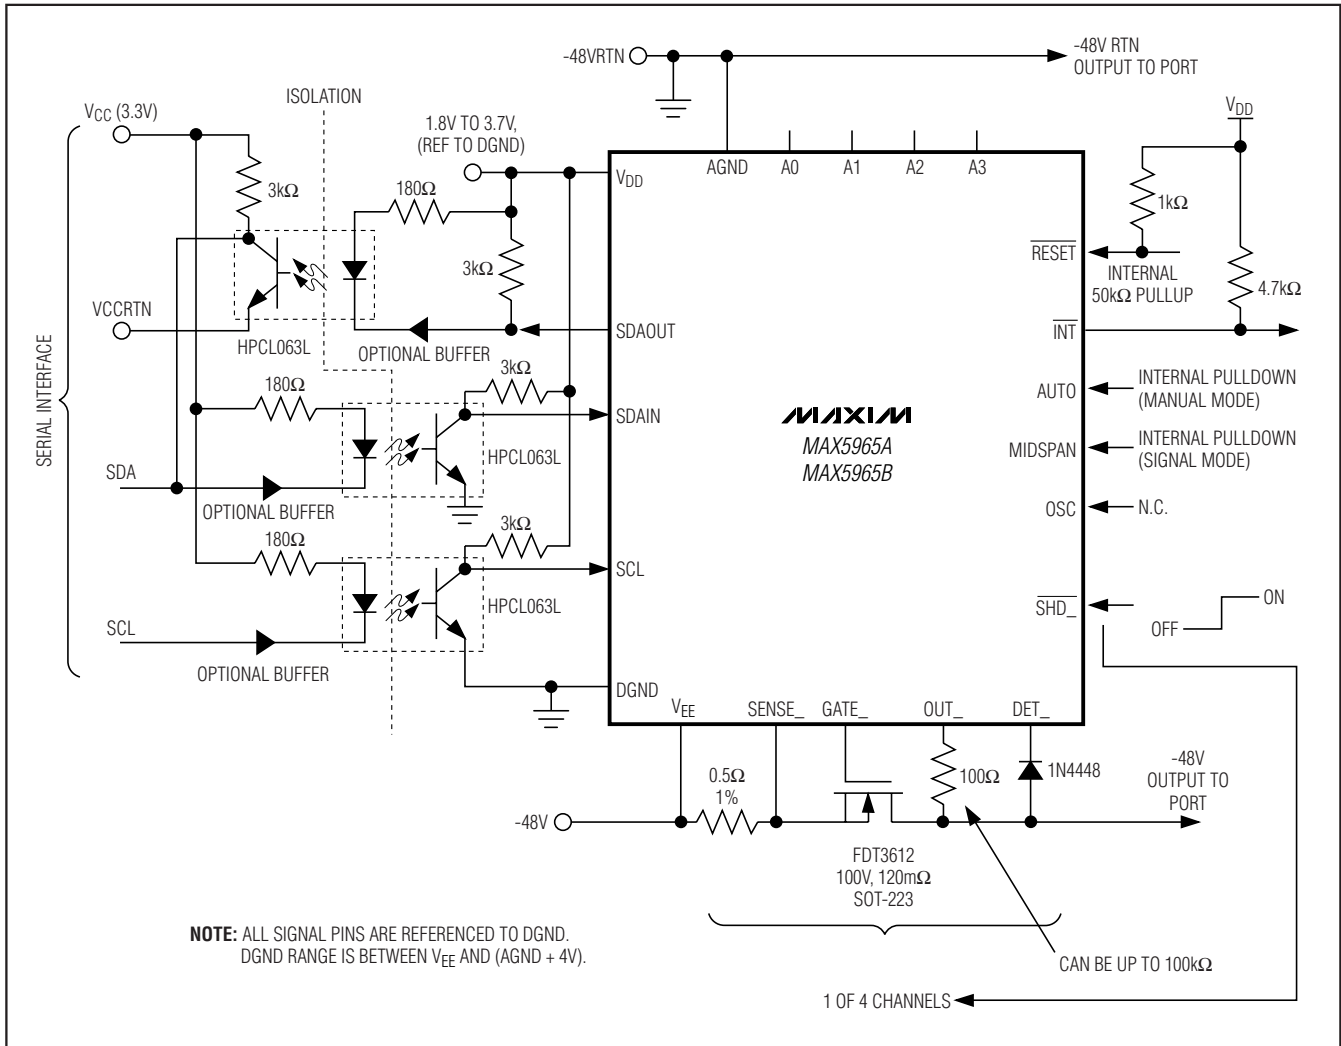 -48VRTN
-48V RTN
OUTPUT TO PORT
ISOLATION
VCC (3.3V)
1.8V TO 3.7V,
(REF TO DGND)
VDD
3kΩ
180Ω
VDD
AGND
A0
A1
A2
A3
1kΩ
RESET
INTERNAL
50kΩ PULLUP
3kΩ
4.7kΩ
VCCRTN
HPCL063L
OPTIONAL BUFFER
SDAOUT
INT
SERIAL INTERFACE
180Ω
3kΩ
SDAIN
HPCL063L
SDA
OPTIONAL BUFFER
MAXIM
MAX5965A
MAX5965B
AUTO
INTERNAL PULLDOWN
(MANUAL MODE)
MIDSPAN
INTERNAL PULLDOWN
(SIGNAL MODE)
OSC
N.C.
180Ω
3kΩ
SCL
HPCL063L
SCL
OPTIONAL BUFFER
SHD_
OFF
ON
DGND
VEE
SENSE_
GATE_
OUT_
DET_
0.5Ω
1%
100Ω
1N4448
-48V
OUTPUT TO
PORT
-48V
FDT3612
100V, 120mΩ
SOT-223
NOTE: ALL SIGNAL PINS ARE REFERENCED TO DGND.
DGND RANGE IS BETWEEN VEE AND (AGND + 4V).
CAN BE UP TO 100kΩ
1 OF 4 CHANNELS